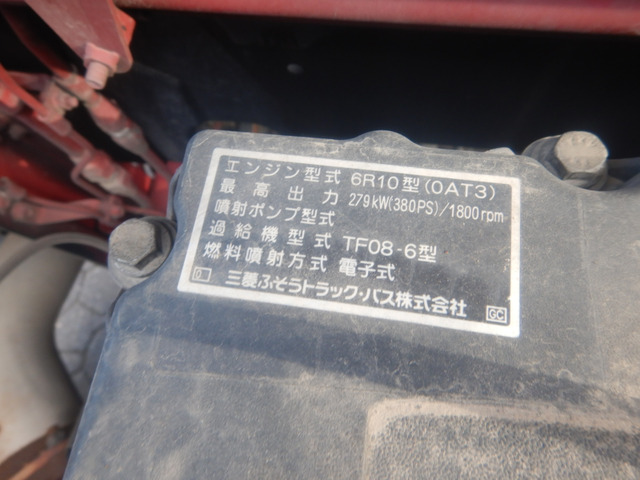 エンジン型式 6R10型(0AT3)
最高出力 279kW(380PS)/1800rpm
噴射ポンプ型式
過給機型式 TF08-6型
燃料噴射方式 電子式
三菱ふそうトラック・バス株式会社
GC